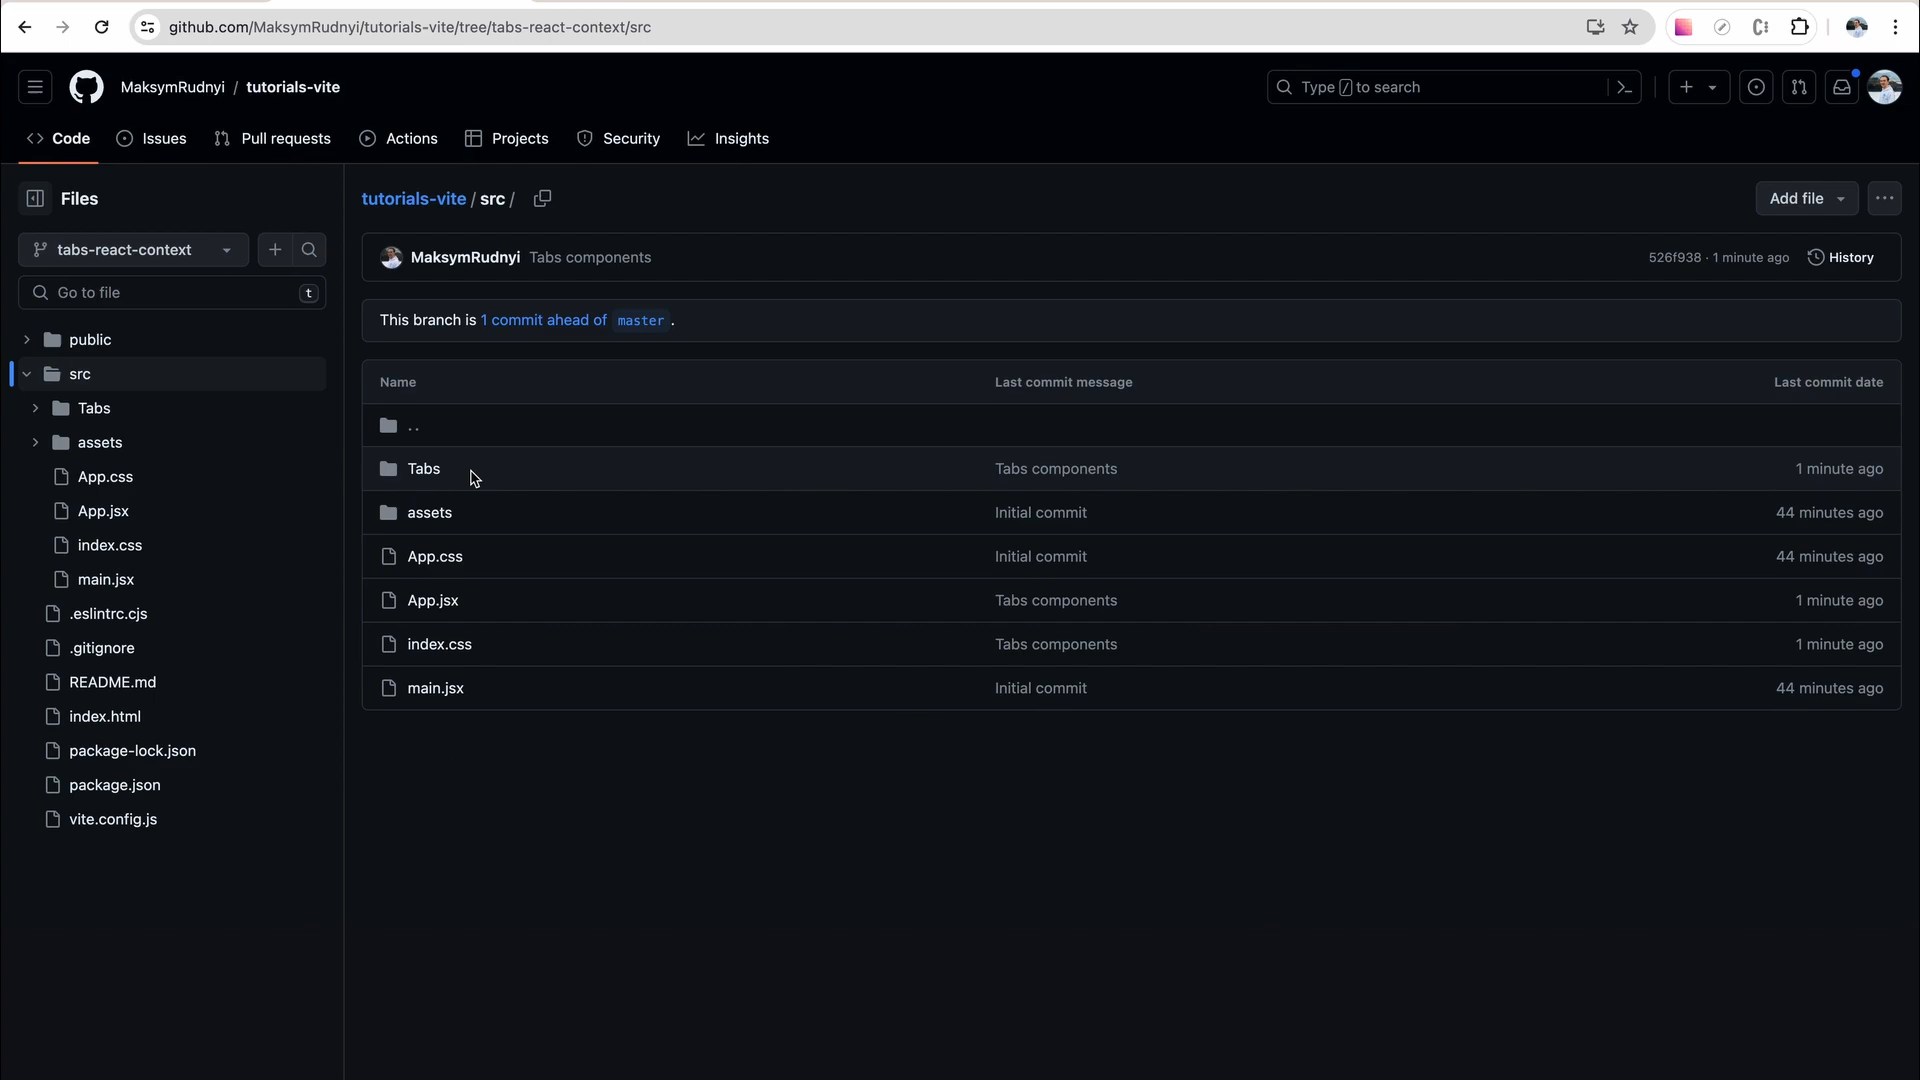 github.com/MaksymRudnyi/tutorials-vite/tree/tabs-react-context/src
MaksymRudnyi / tutorials-vite
Type / to search
Code Issues Pull requests Actions Projects Security Insights
Files
tutorials-vite / src /
Add file
tabs-react-context
MaksymRudnyi Tabs components
526f938 · 1 minute ago
History
Go to file
t
This branch is 1 commit ahead of master .
public
src
Name Last commit message Last commit date
Tabs
..
assets
Tabs Tabs components 1 minute ago
App.css
assets Initial commit 44 minutes ago
App.jsx
App.css Initial commit 44 minutes ago
index.css
App.jsx Tabs components 1 minute ago
main.jsx
index.css Tabs components 1 minute ago
.eslintrc.cjs
main.jsx Initial commit 44 minutes ago
.gitignore
README.md
index.html
package-lock.json
package.json
vite.config.js